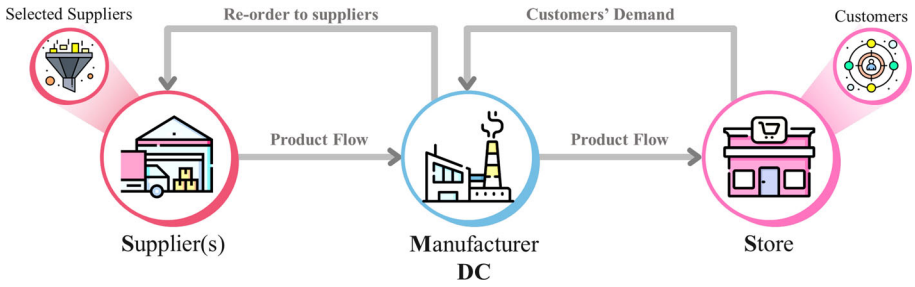 Selected Suppliers
Re-order to suppliers
Customers’ Demand
Customers
Product Flow
Product Flow
Supplier(s)
Manufacturer
DC
Store